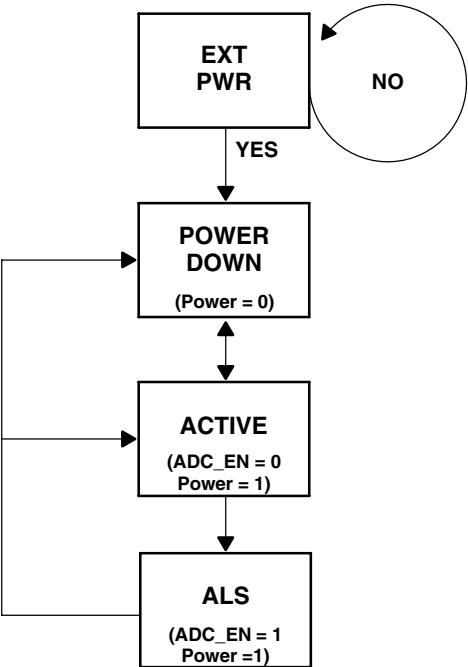 EXT
PWR
NO
YES
POWER
DOWN
(Power = 0)
ACTIVE
(ADC_EN = 0
Power = 1)
ALS
(ADC_EN = 1
Power =1)